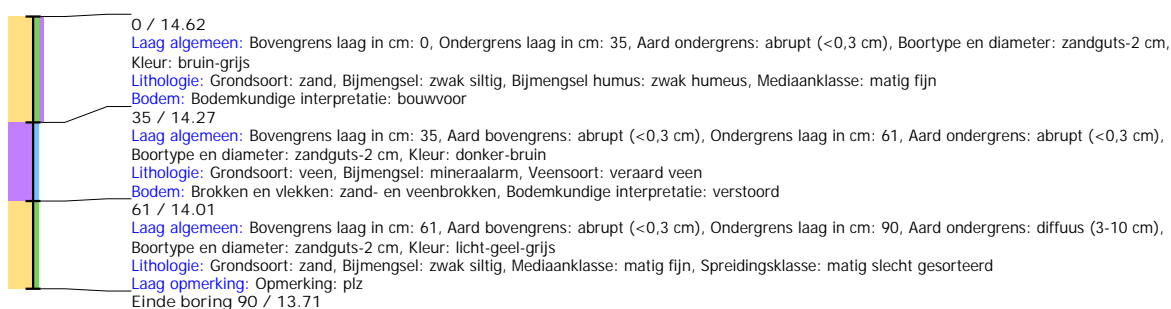 0 / 14.62
Laag algemeen: Bovengrens laag in cm: 0, Ondergrens laag in cm: 35, Aard ondergrens: abrupt (<0,3 cm), Boortype en diameter: zandguts-2 cm,
Kleur: bruin-grijs
Lithologie: Grondsoort: zand, Bijmengsel: zwak siltig, Bijmengsel humus: zwak humeus, Mediaanklasse: matig fijn
Bodem: Bodemkundige interpretatie: bouwvoor
35 / 14.27
Laag algemeen: Bovengrens laag in cm: 35, Aard bovengrens: abrupt (<0,3 cm), Ondergrens laag in cm: 61, Aard ondergrens: abrupt (<0,3 cm),
Boortype en diameter: zandguts-2 cm, Kleur: donker-bruin
Lithologie: Grondsoort: veen, Bijmengsel: mineraalarm, Veensoort: veraard veen
Bodem: Brokken en vlekken: zand- en veenbrokken, Bodemkundige interpretatie: verstoord
61 / 14.01
Laag algemeen: Bovengrens laag in cm: 61, Aard bovengrens: abrupt (<0,3 cm), Ondergrens laag in cm: 90, Aard ondergrens: diffuus (3-10 cm),
Boortype en diameter: zandguts-2 cm, Kleur: licht-geel-grijs
Lithologie: Grondsoort: zand, Bijmengsel: zwak siltig, Mediaanklasse: matig fijn, Spreidingsklasse: matig slecht gesorteerd
Laag opmerking: Opmerking: plz
Einde boring 90 / 13.71